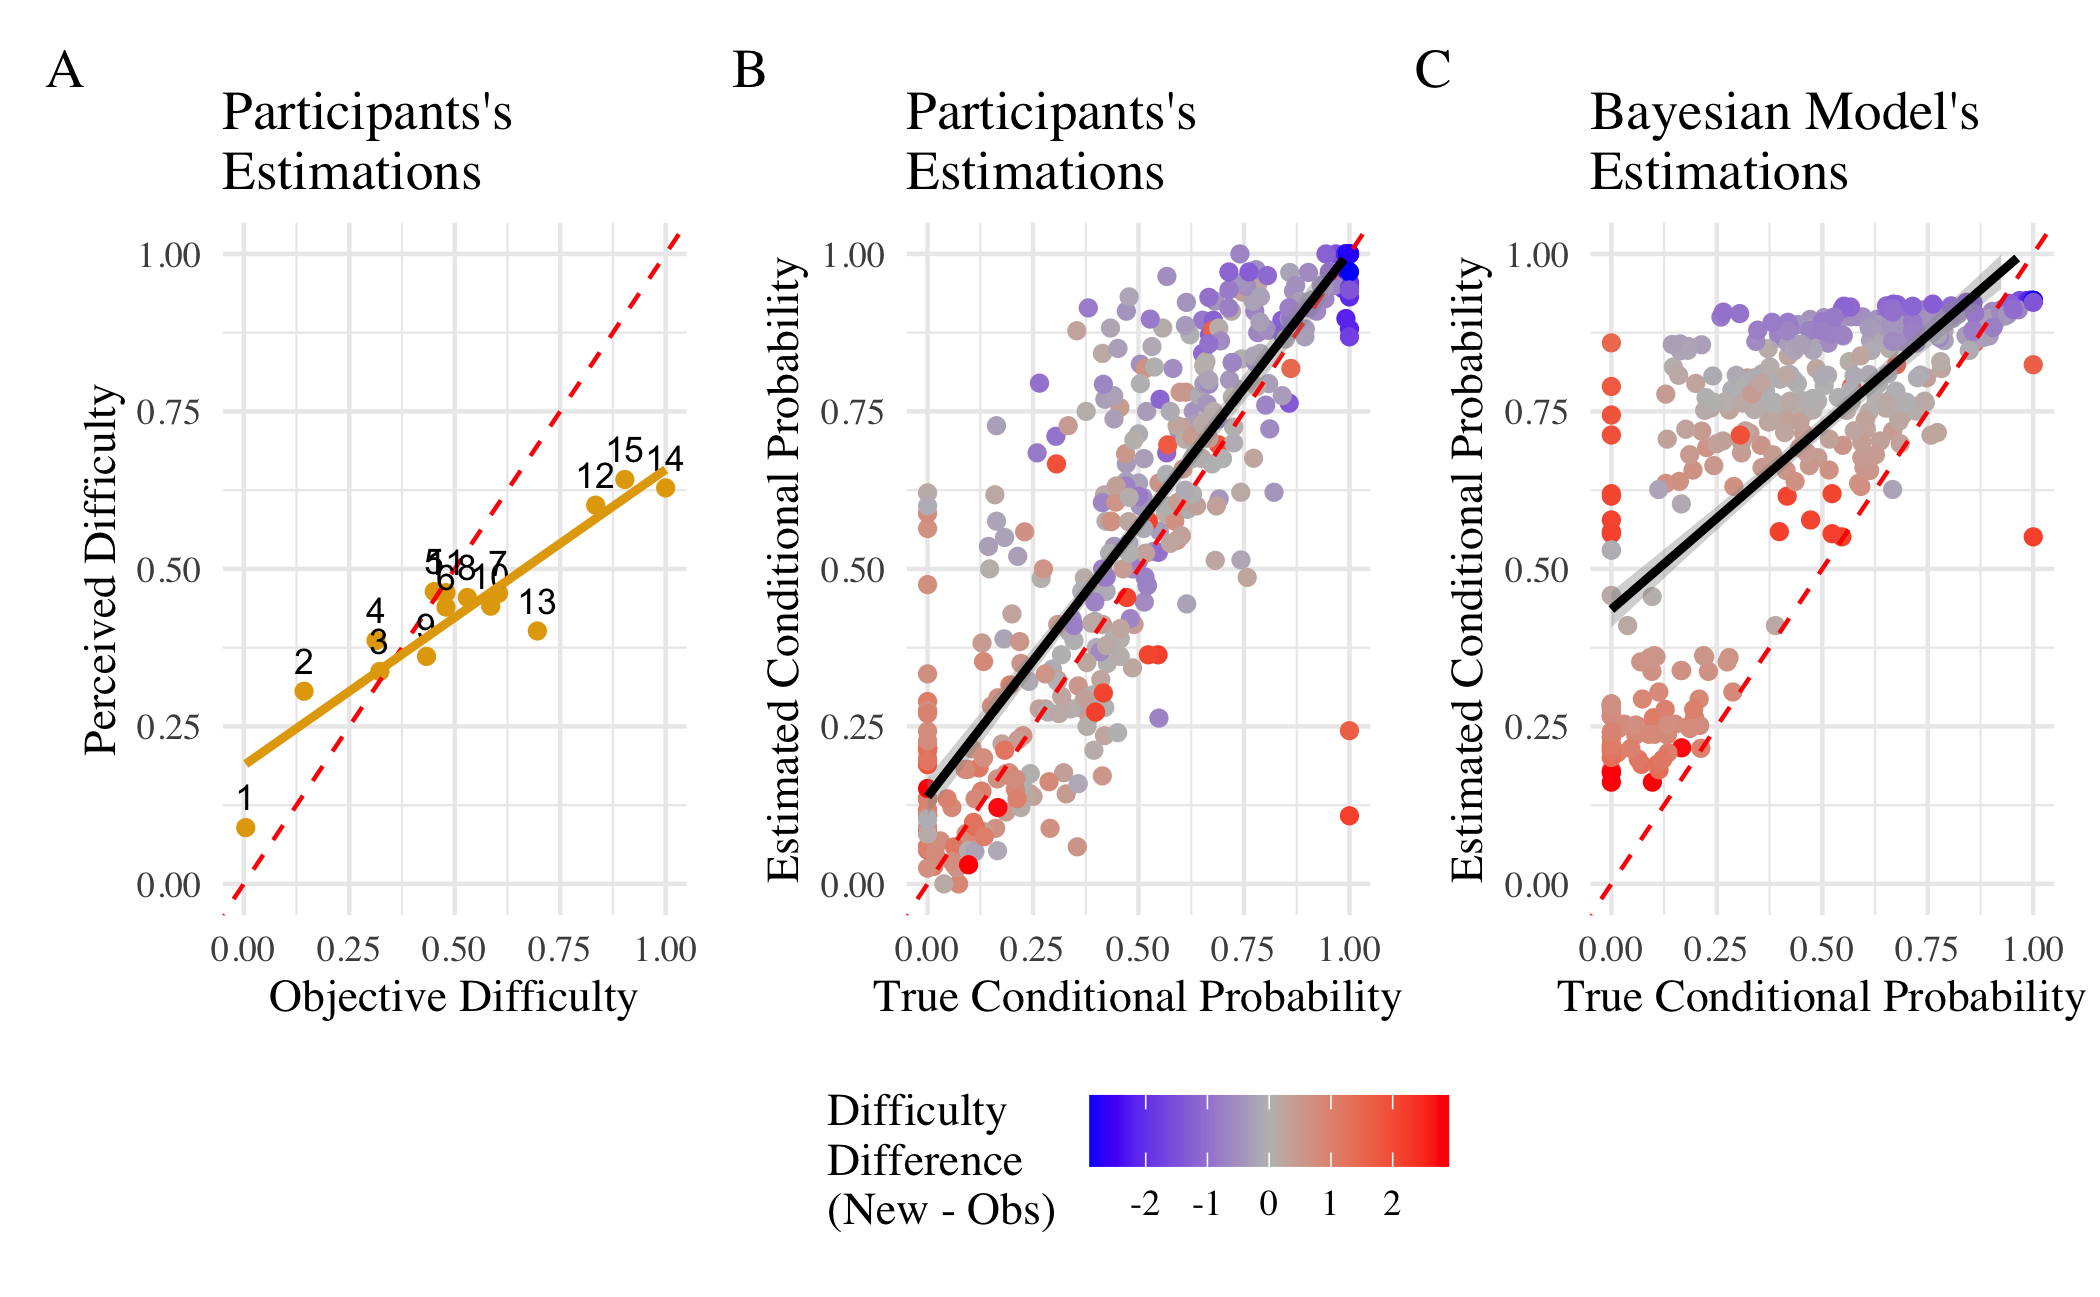 A
B
C
Participants's
Estimations
Participants's
Estimations
Bayesian Model's
Estimations
Perceived Difficulty
1.00
0.75
0.50
0.25
0.00
15
14
12
5
11
8
7
6
10
13
4
9
3
2
1
0.00 0.25 0.50 0.75 1.00
Objective Difficulty
Estimated Conditional Probability
1.00
0.75
0.50
0.25
0.00
0.00 0.25 0.50 0.75 1.00
True Conditional Probability
Estimated Conditional Probability
1.00
0.75
0.50
0.25
0.00
0.00 0.25 0.50 0.75 1.00
True Conditional Probability
Difficulty
Difference
(New - Obs)
-2 -1 0 1 2